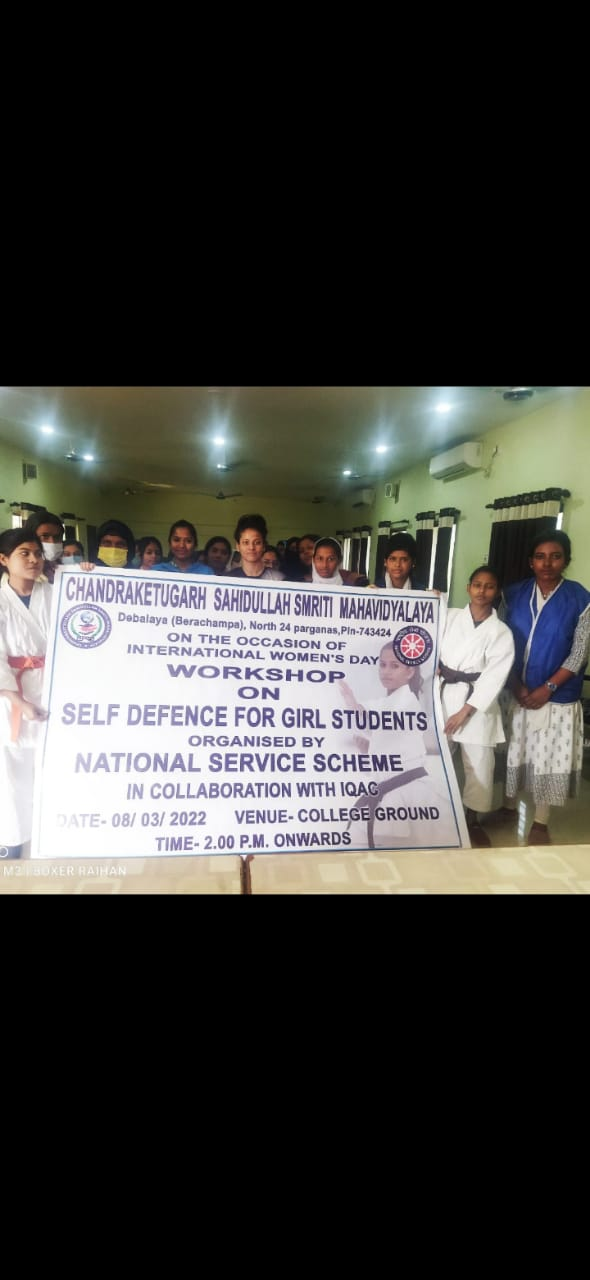 CHANDRAKETUGARH SAHIDULLAH SMRITI MAHAVIDYALAYA
Debalaya (Berachampa), North 24 parganas,Pin-743424
ON THE OCCASION OF
INTERNATIONAL WOMEN'S DAY
WORKSHOP
ON
SELF DEFENCE FOR GIRL STUDENTS
ORGANISED BY
NATIONAL SERVICE SCHEME
IN COLLABORATION WITH IQAC
DATE- 08/ 03/ 2022 VENUE- COLLEGE GROUND
TIME- 2.00 P.M. ONWARDS
BOXER RAIHAN